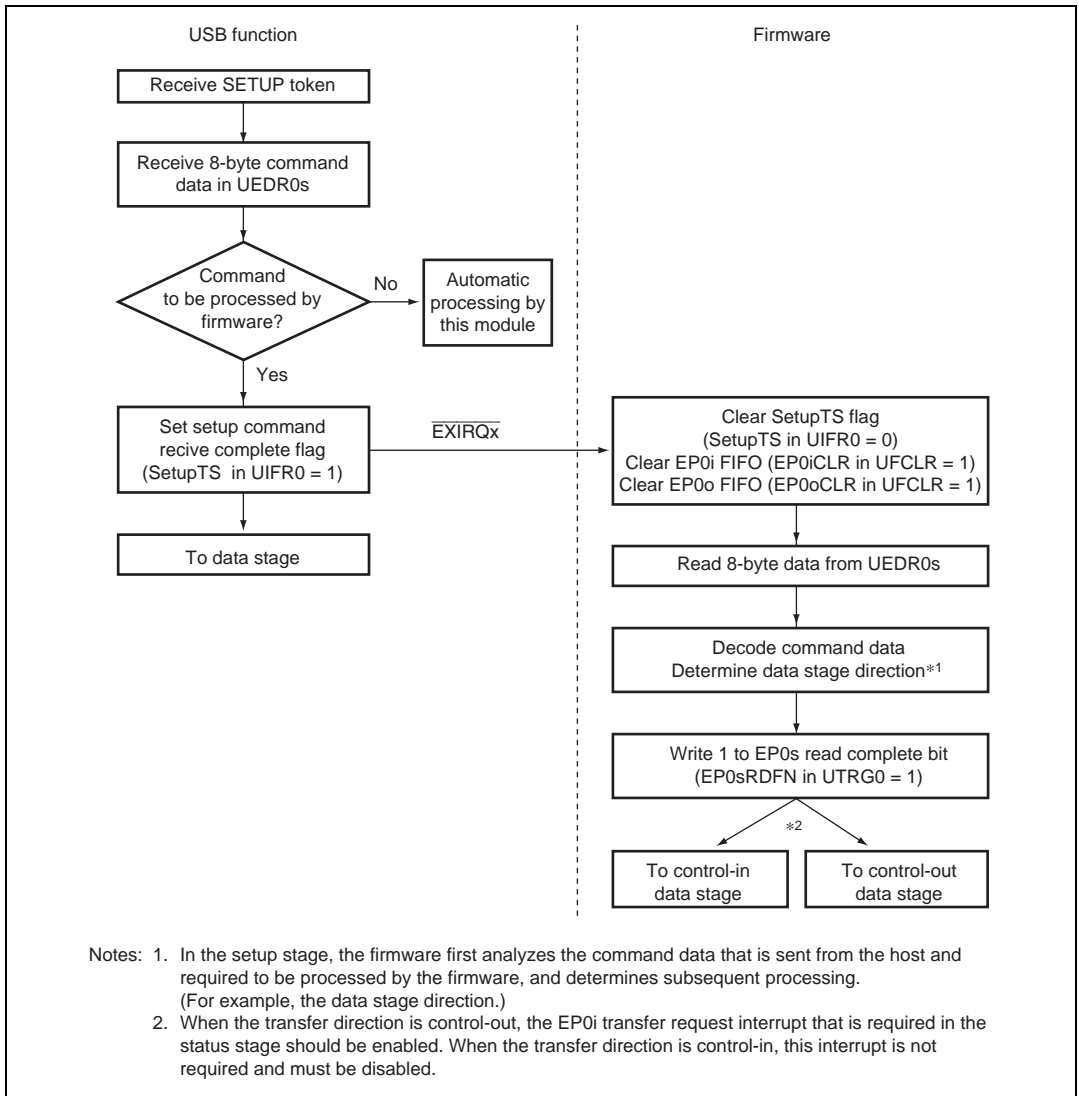 USB function
Firmware
Receive SETUP token
Receive 8-byte command
data in UEDR0s
Command
to be processed by
firmware?
No
Automatic
processing by
this module
Yes
Set setup command
recive complete flag
(SetupTS in UIFR0 = 1)
EXIRQx
To data stage
Clear SetupTS flag
(SetupTS in UIFR0 = 0)
Clear EP0i FIFO (EP0iCLR in UFCLR = 1)
Clear EP0o FIFO (EP0oCLR in UFCLR = 1)
Read 8-byte data from UEDR0s
Decode command data
Determine data stage direction*1
Write 1 to EP0s read complete bit
(EP0sRDFN in UTRG0 = 1)
*2
To control-in
data stage
To control-out
data stage
Notes: 1. In the setup stage, the firmware first analyzes the command data that is sent from the host and
required to be processed by the firmware, and determines subsequent processing.
(For example, the data stage direction.)
2. When the transfer direction is control-out, the EP0i transfer request interrupt that is required in the
status stage should be enabled. When the transfer direction is control-in, this interrupt is not
required and must be disabled.